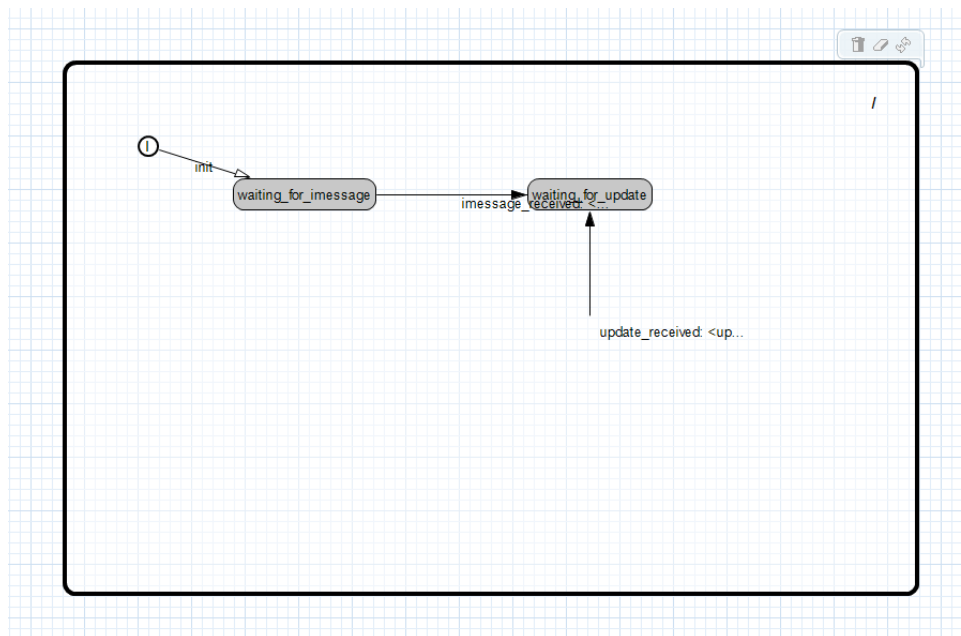 I
I
init
waiting_for_imessage
waiting_for_update
imessage_received: <...
update_received: <up...